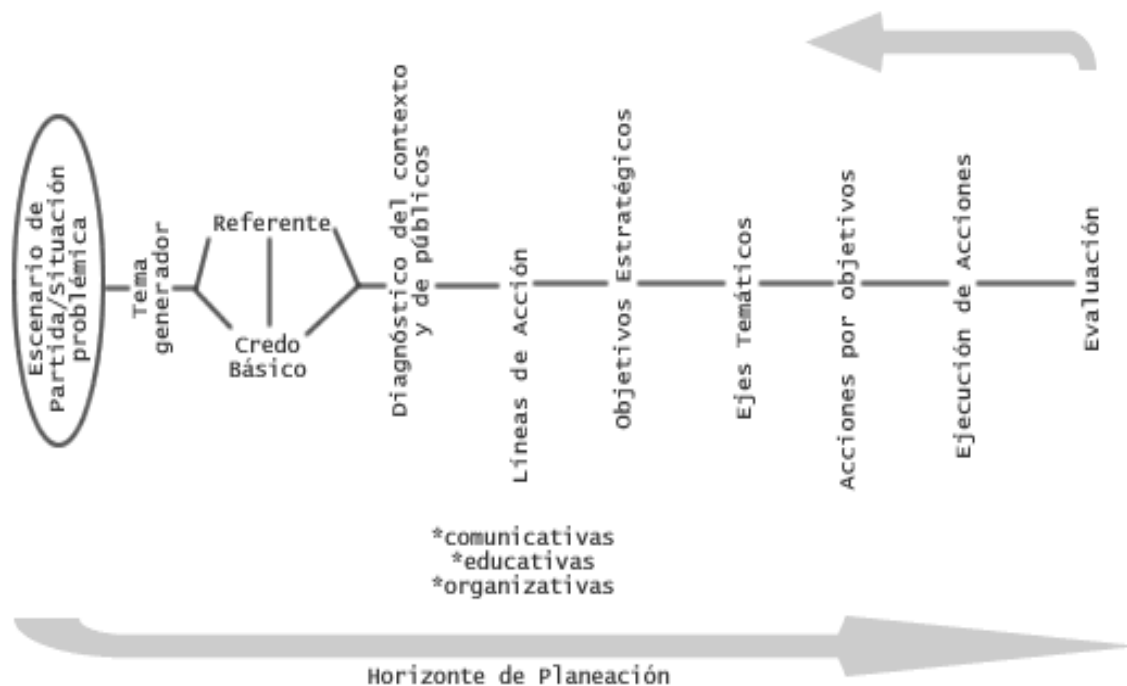 Escenario de
Partida/Situación
problémica
Tema
generador
Referente
Credo
Básico
Diagnóstico del contexto
y de públicos
Líneas de Acción
Objetivos Estratégicos
Ejes Temáticos
Acciones por objetivos
Ejecución de Acciones
Evaluación
*comunicativas
*educativas
*organizativas
Horizonte de Planeación